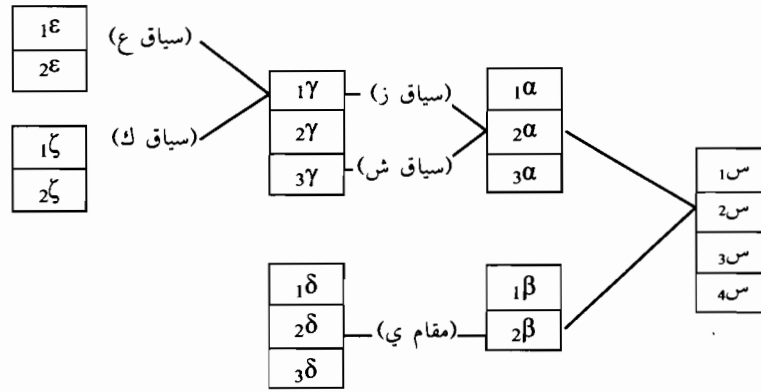 س1
س2
س3
س4
α1
α2
α3
β1
β2
(سياق ز)
(سياق ش)
(مقام ي)
γ1
γ2
γ3
δ1
δ2
δ3
(سياق ع)
(سياق ك)
ε1
ε2
ζ1
ζ2